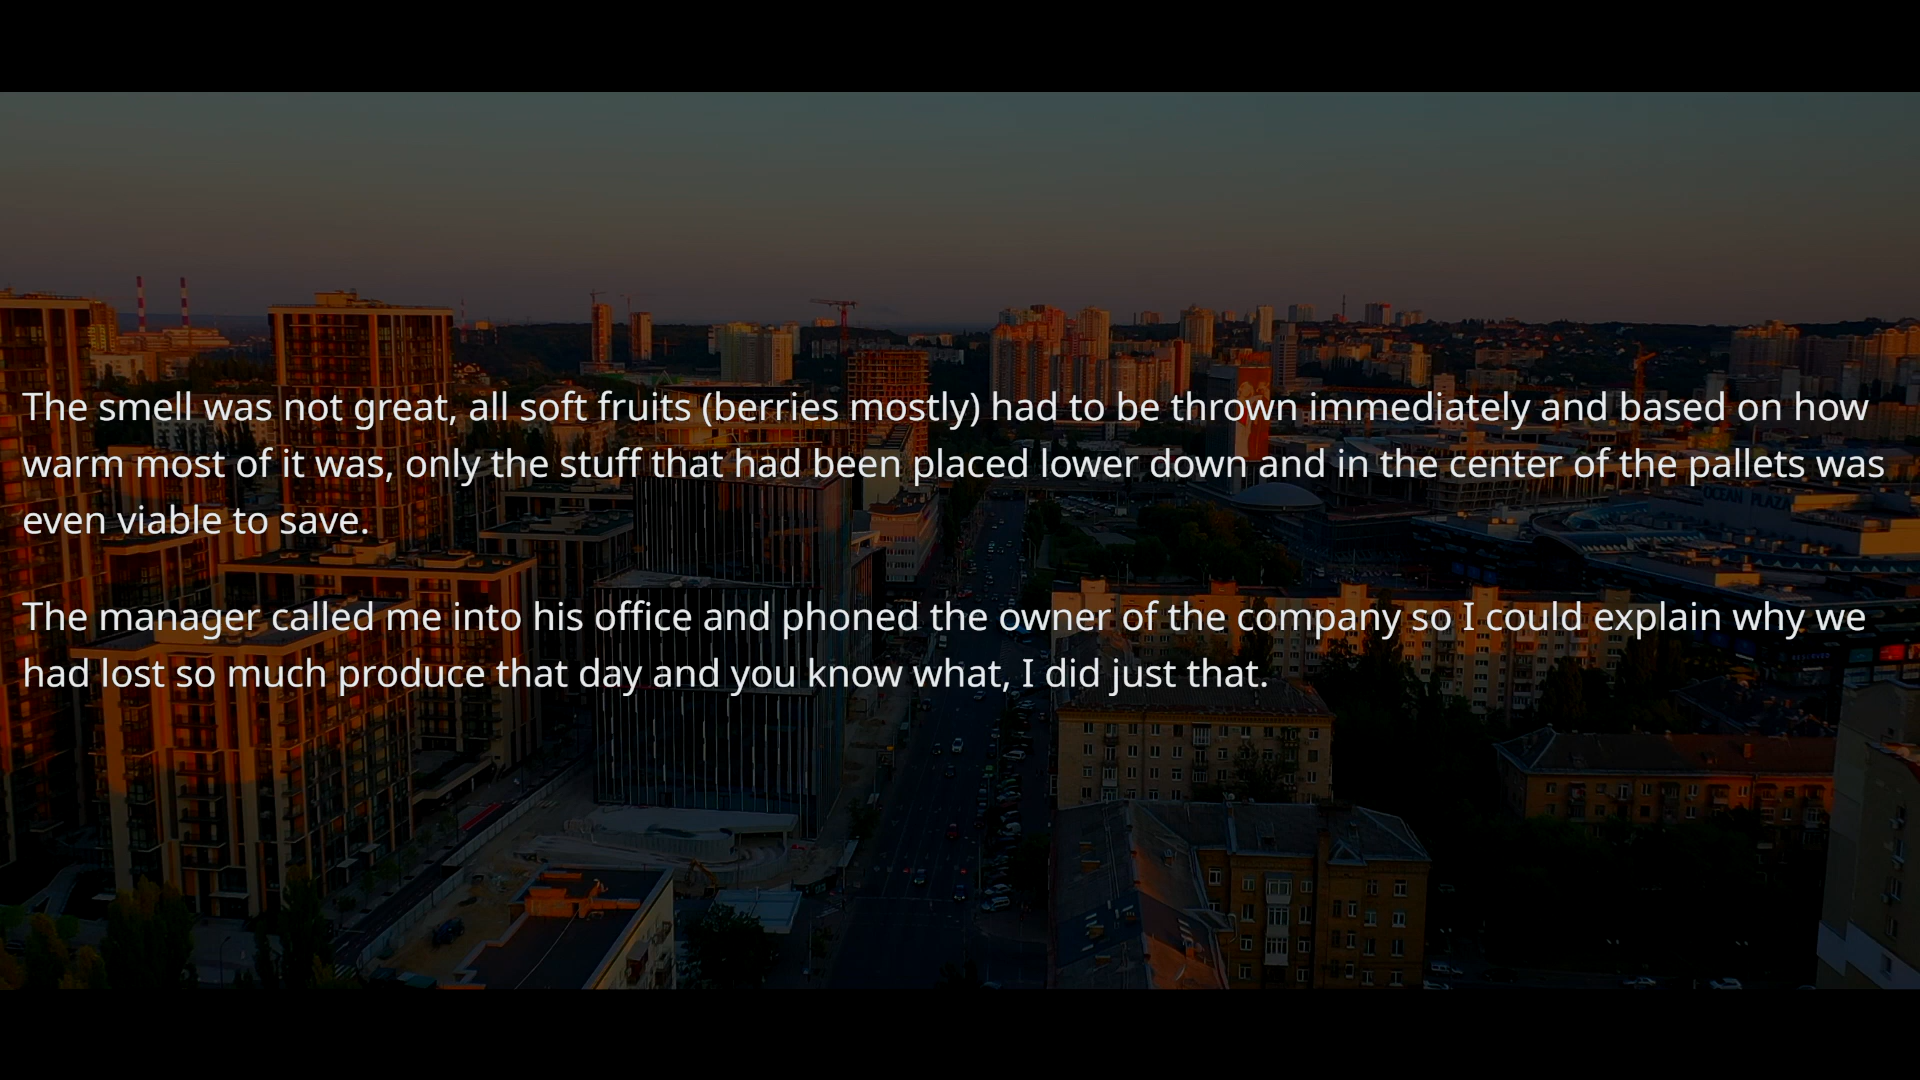 The smell was not great, all soft fruits (berries mostly) had to be thrown immediately and based on how
warm most of it was, only the stuff that had been placed lower down and in the center of the pallets was
even viable to save.
The manager called me into his office and phoned the owner of the company so I could explain why we
had lost so much produce that day and you know what, I did just that.
OCEAN PLAZA